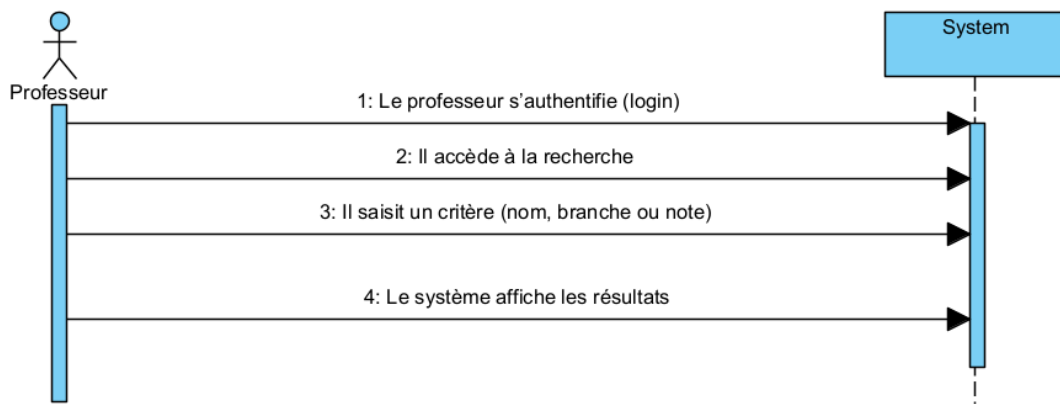 System
Professeur
1: Le professeur s’authentifie (login)
2: Il accède à la recherche
3: Il saisit un critère (nom, branche ou note)
4: Le système affiche les résultats